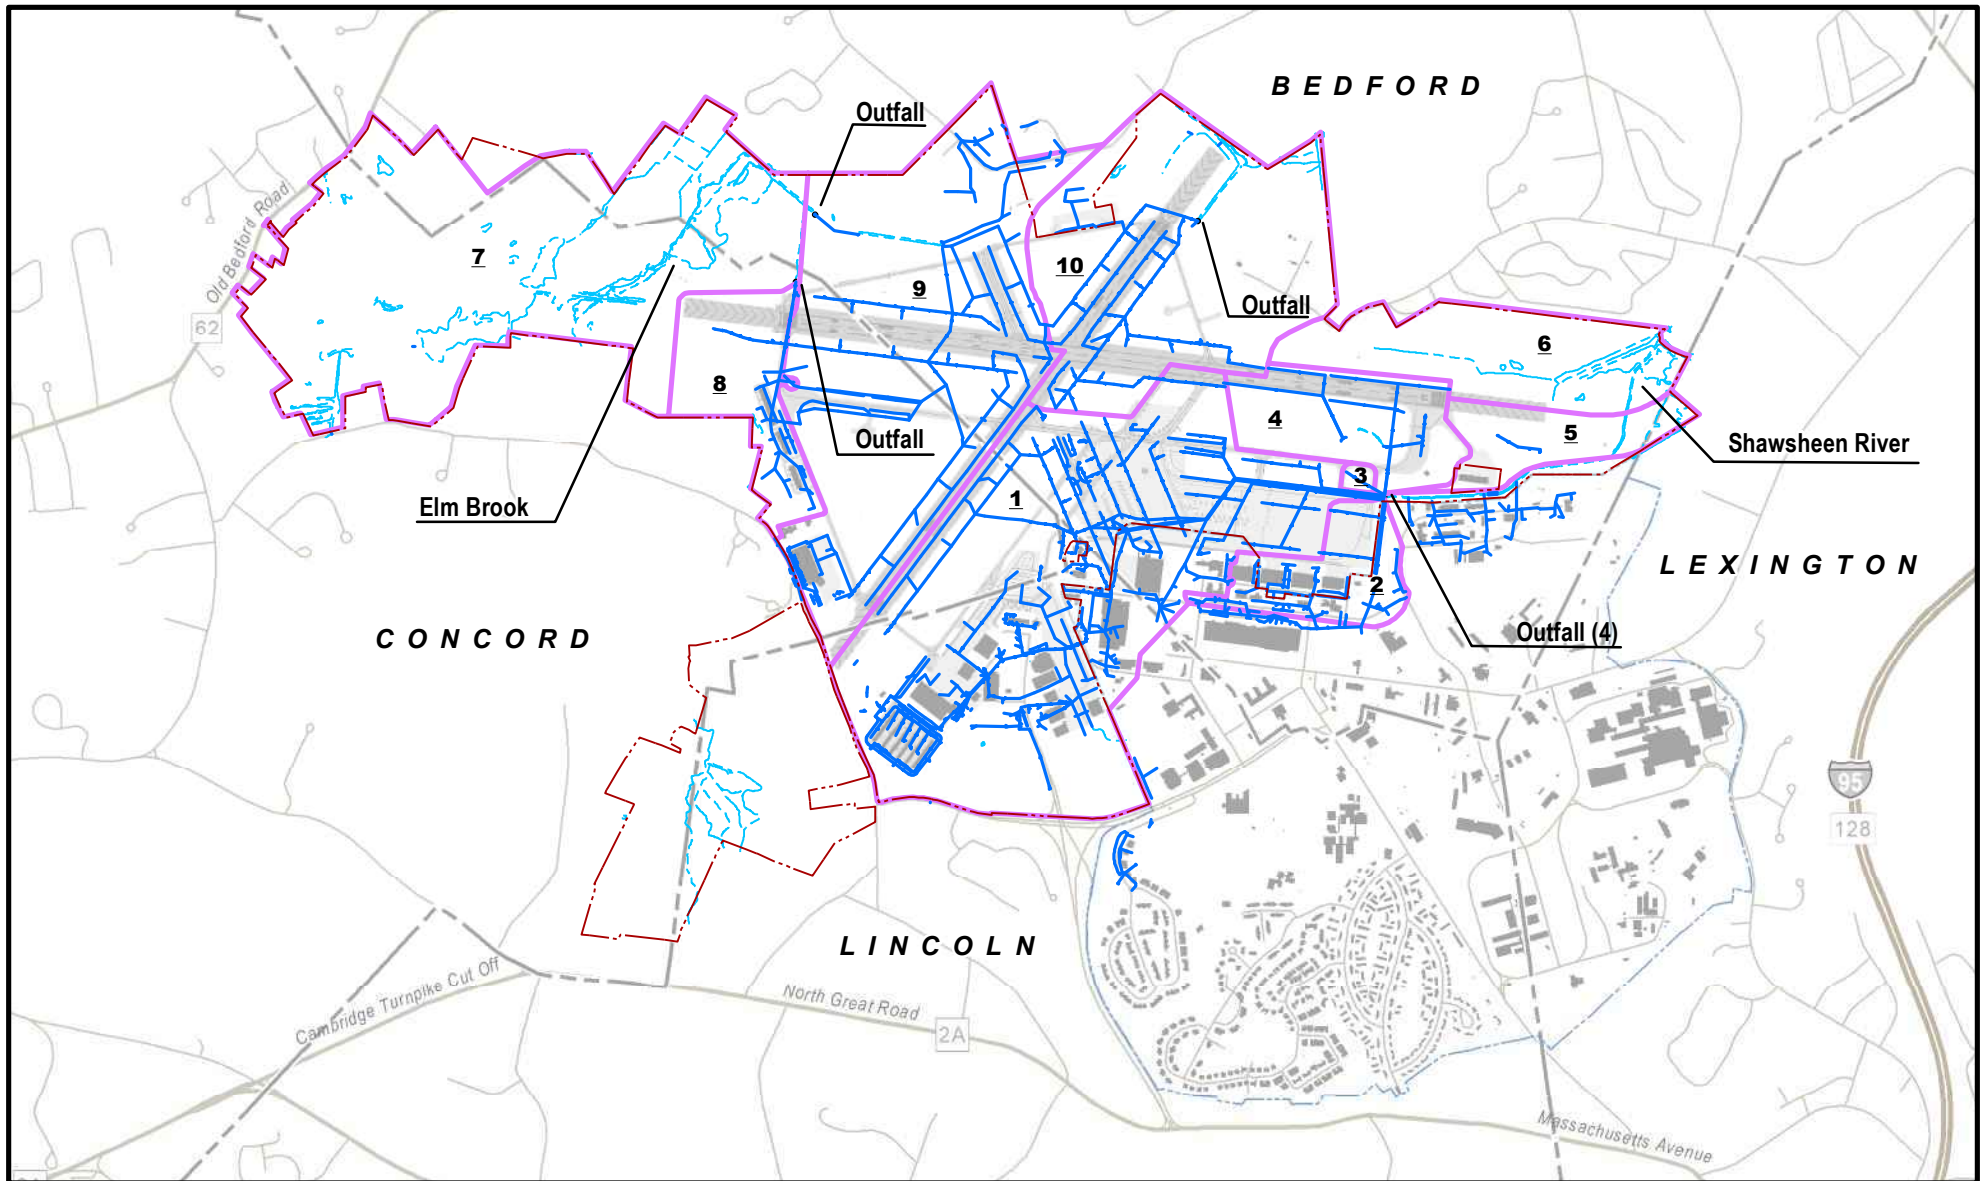 BEDFORD
Outfall
Old Bedford Road
7
62
9
10
Outfall
6
8
4
5
Outfall
Shawsheen River
3
1
Elm Brook
LEXINGTON
2
CONCORD
Outfall (4)
95
128
LINCOLN
Cambridge Turnpike Cut Off
North Great Road
2A
Massachusetts Avenue